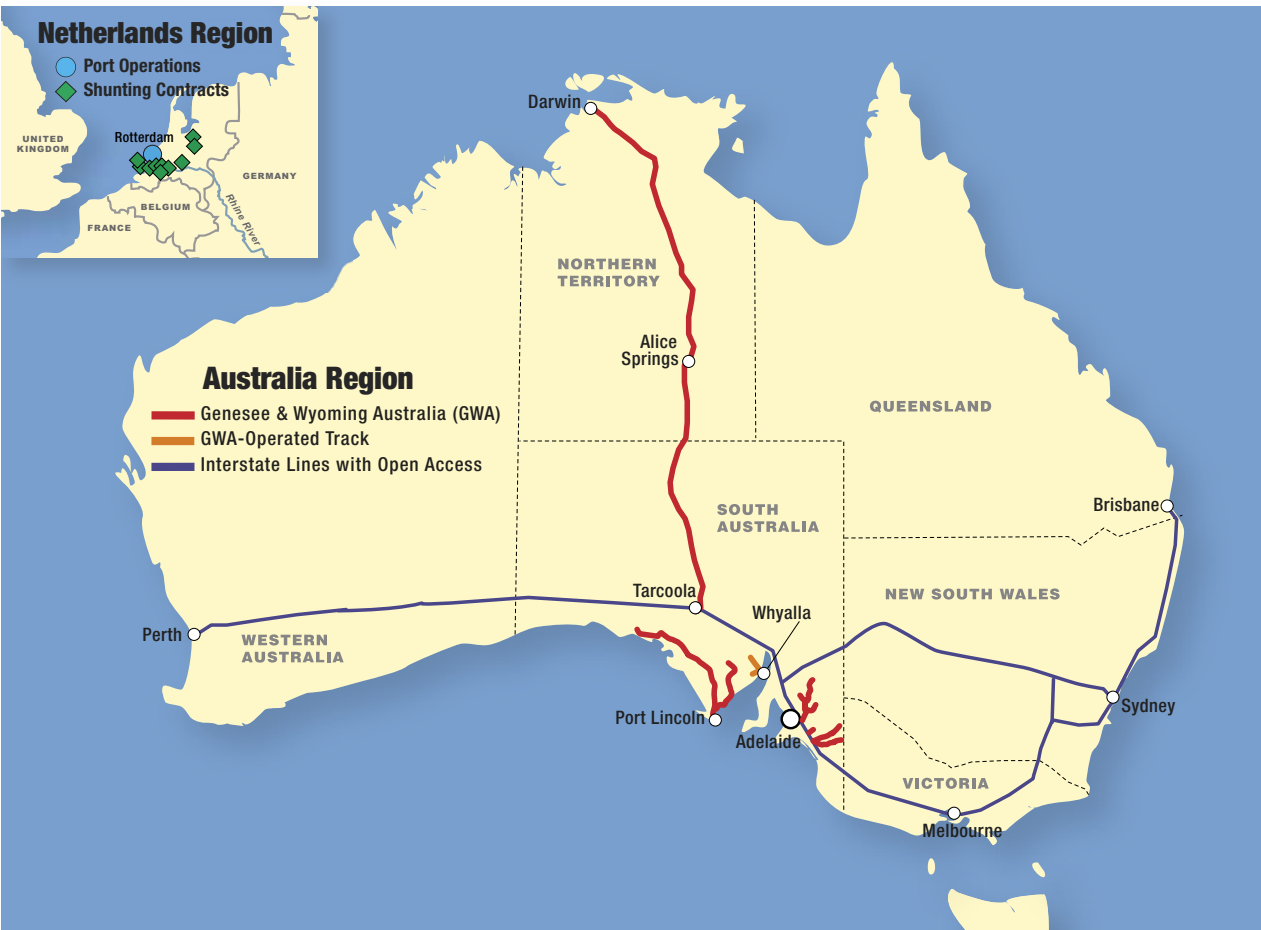 Netherlands Region
Port Operations
Shunting Contracts
UNITED
KINGDOM
Rotterdam
GERMANY
BELGIUM
FRANCE
Rhine River
Darwin
NORTHERN
TERRITORY
Alice
Springs
Australia Region
Genesee & Wyoming Australia (GWA)
GWA-Operated Track
Interstate Lines with Open Access
QUEENSLAND
SOUTH
AUSTRALIA
Brisbane
Tarcoola
Whyalla
NEW SOUTH WALES
Perth
WESTERN
AUSTRALIA
Port Lincoln
Adelaide
Sydney
VICTORIA
Melbourne